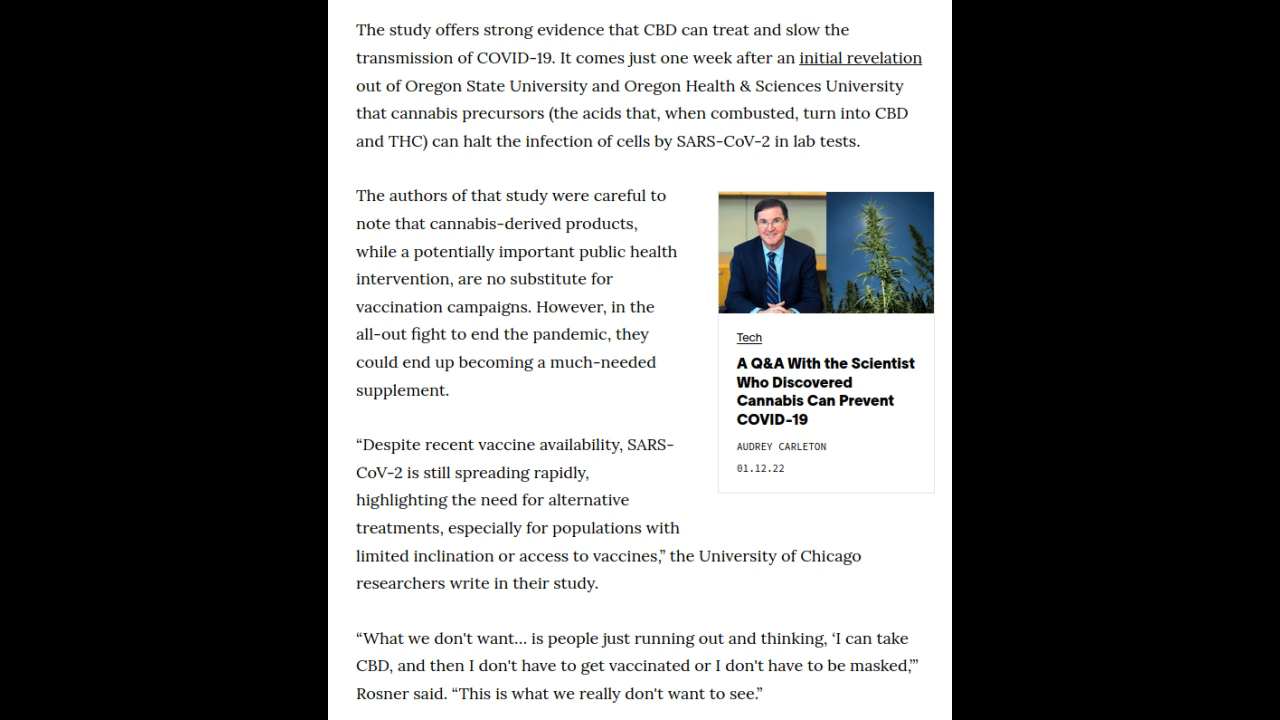 The study offers strong evidence that CBD can treat and slow the
transmission of COVID-19. It comes just one week after an initial revelation
out of Oregon State University and Oregon Health & Sciences University
that cannabis precursors (the acids that, when combusted, turn into CBD
and THC) can halt the infection of cells by SARS-CoV-2 in lab tests.
The authors of that study were careful to
note that cannabis-derived products,
while a potentially important public health
intervention, are no substitute for
vaccination campaigns. However, in the
all-out fight to end the pandemic, they
could end up becoming a much-needed
supplement.
Tech
A Q&A With the Scientist
Who Discovered
Cannabis Can Prevent
COVID-19
AUDREY CARLETON
01.12.22
“Despite recent vaccine availability, SARS-
CoV-2 is still spreading rapidly,
highlighting the need for alternative
treatments, especially for populations with
limited inclination or access to vaccines,” the University of Chicago
researchers write in their study.
“What we don't want… is people just running out and thinking, ‘I can take
CBD, and then I don't have to get vaccinated or I don't have to be masked,’”
Rosner said. “This is what we really don't want to see.”